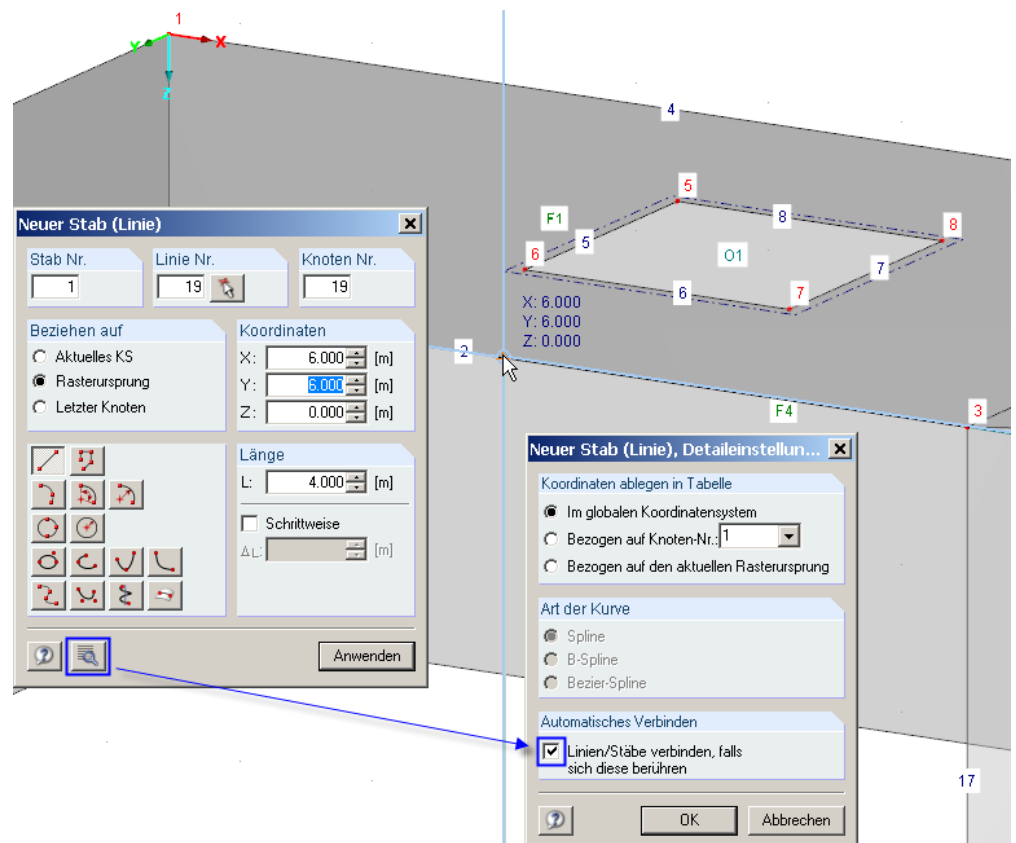 1
Y
X
Z
4
5
F1
8
8
5
6
O1
7
6
7
X: 6.000
Y: 6.000
Z: 0.000
2
F4
3
17
Neuer Stab (Linie)
Stab Nr.
1
Linie Nr.
19
Knoten Nr.
19
Beziehen auf
Aktuelles KS
Rasterursprung
Letzter Knoten
Koordinaten
X: 6.000 [m]
Y: 6.000 [m]
Z: 0.000 [m]
Länge
L: 4.000 [m]
Schrittweise
ΔL: [m]
Anwenden
Neuer Stab (Linie), Detaileinstellun...
Koordinaten ablegen in Tabelle
Im globalen Koordinatensystem
Bezogen auf Knoten-Nr.: 1
Bezogen auf den aktuellen Rasterursprung
Art der Kurve
Spline
B-Spline
Bezier-Spline
Automatisches Verbinden
Linien/Stäbe verbinden, falls
sich diese berühren
OK
Abbrechen